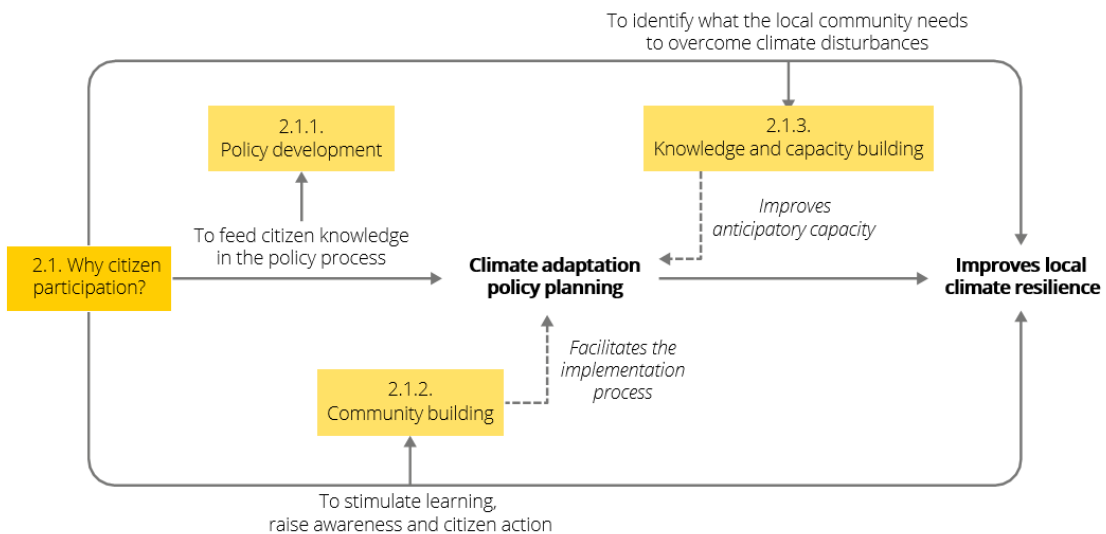 To identify what the local community needs
to overcome climate disturbances
2.1.1.
Policy development
2.1.3.
Knowledge and capacity building
To feed citizen knowledge
in the policy process
Improves
anticipatory capacity
2.1. Why citizen
participation?
Climate adaptation
policy planning
Improves local
climate resilience
Facilitates the
implementation
process
2.1.2.
Community building
To stimulate learning,
raise awareness and citizen action